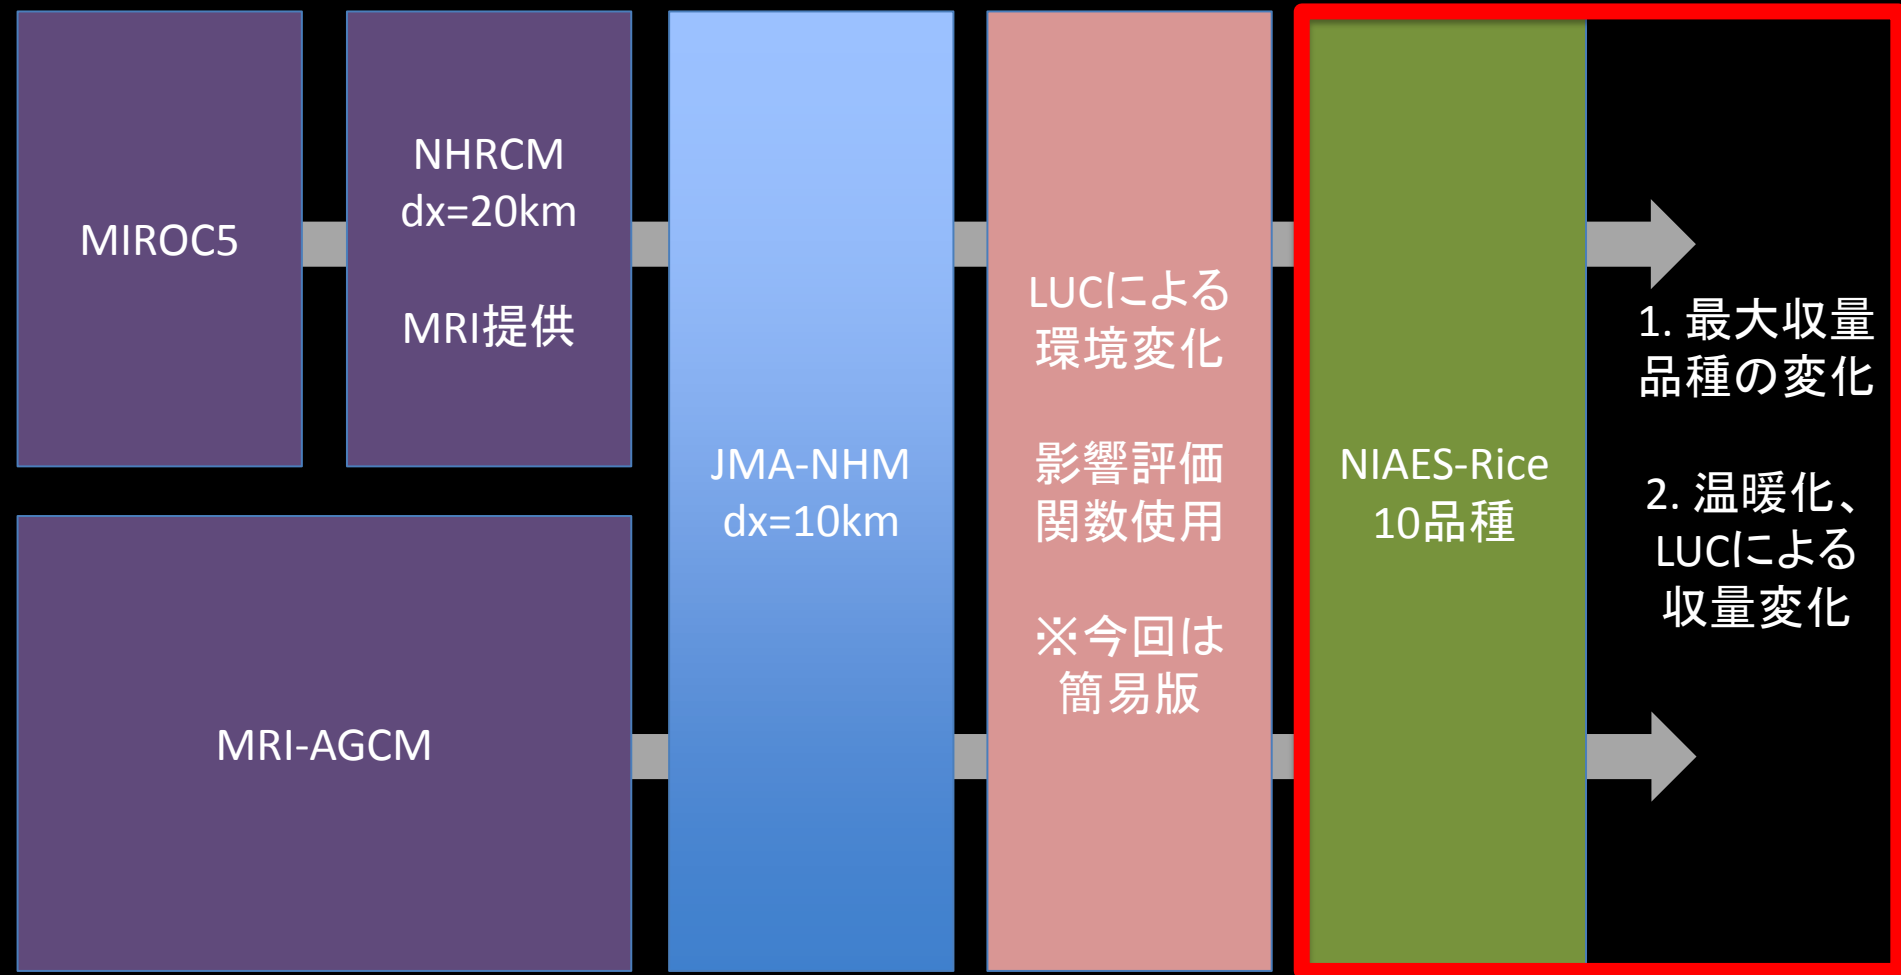 MIROC5
NHRCM
dx=20km
MRI提供
MRI-AGCM
JMA-NHM
dx=10km
LUCによる
環境変化
影響評価
関数使用
※今回は
簡易版
NIAES-Rice
10品種
1. 最大収量
品種の変化
2. 温暖化、
LUCによる
収量変化